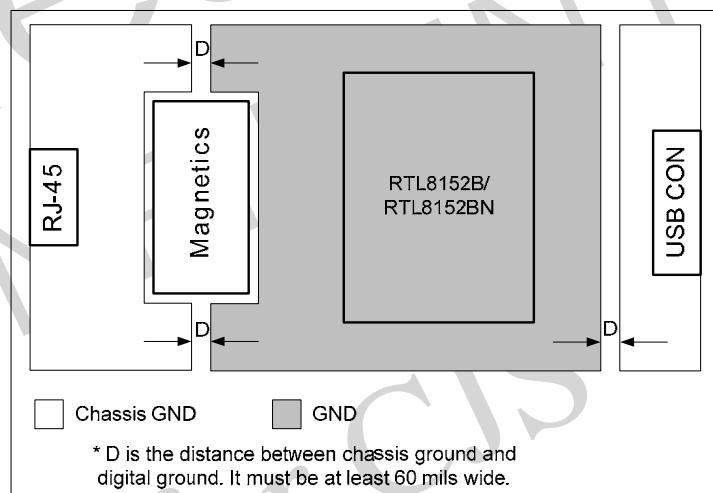 D
RJ-45
Magnetics
RTL8152B/
RTL8152BN
USB CON
D
D
Chassis GND
GND
* D is the distance between chassis ground and
digital ground. It must be at least 60 mils wide.